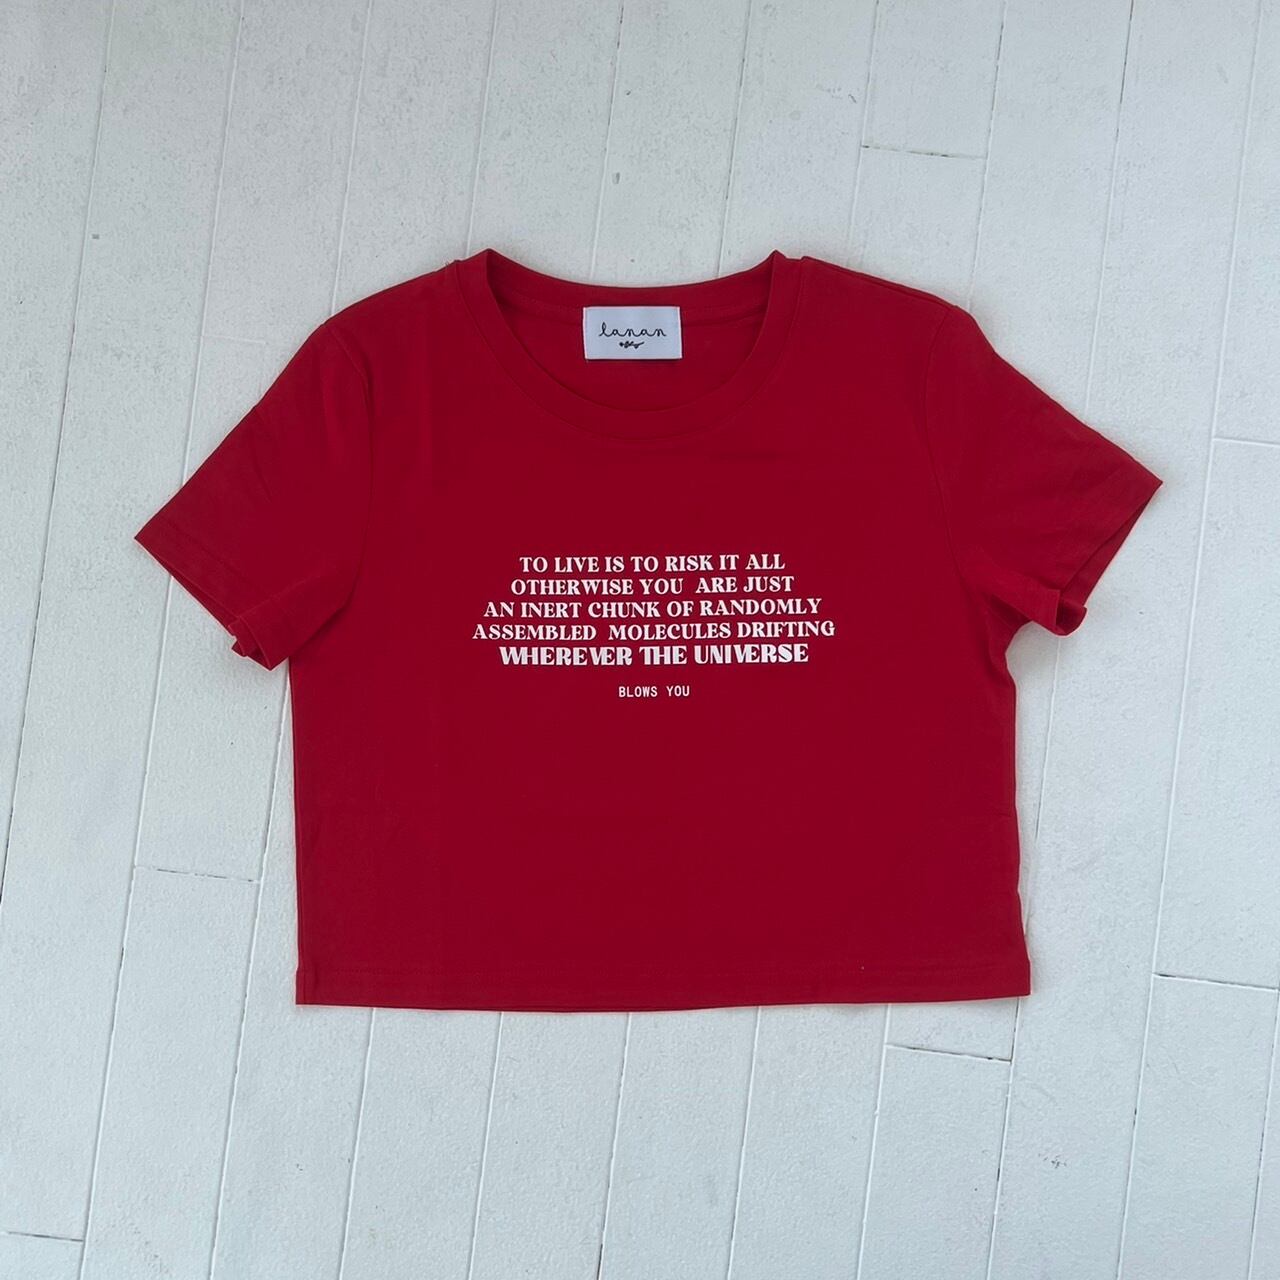 lanan
TO LIVE IS TO RISK IT ALL
OTHERWISE YOU ARE JUST
AN INERT CHUNK OF RANDOMLY
ASSEMBLED MOLECULES DRIFTING
WHEREVER THE UNIVERSE
BLOWS YOU